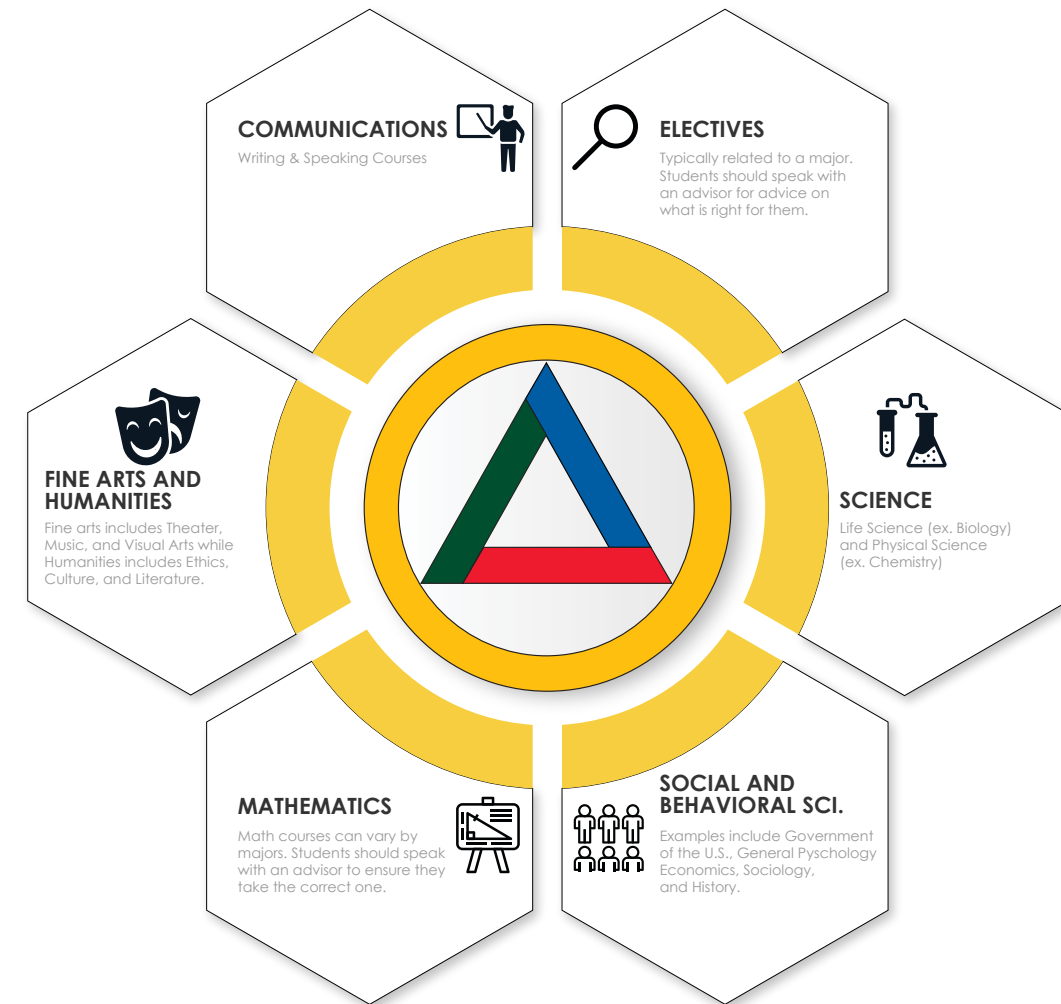 COMMUNICATIONS
Writing & Speaking Courses
ELECTIVES
Typically related to a major.
Students should speak with
an advisor for advice on
what is right for them.
FINE ARTS AND
HUMANITIES
Fine arts includes Theater,
Music, and Visual Arts while
Humanities includes Ethics,
Culture, and Literature.
SCIENCE
Life Science (ex. Biology)
and Physical Science
(ex. Chemistry)
MATHEMATICS
Math courses can vary by
majors. Students should speak
with an advisor to ensure they
take the correct one.
SOCIAL AND
BEHAVIORAL SCI.
Examples include Government
of the U.S., General Pyschology
Economics, Sociology,
and History.